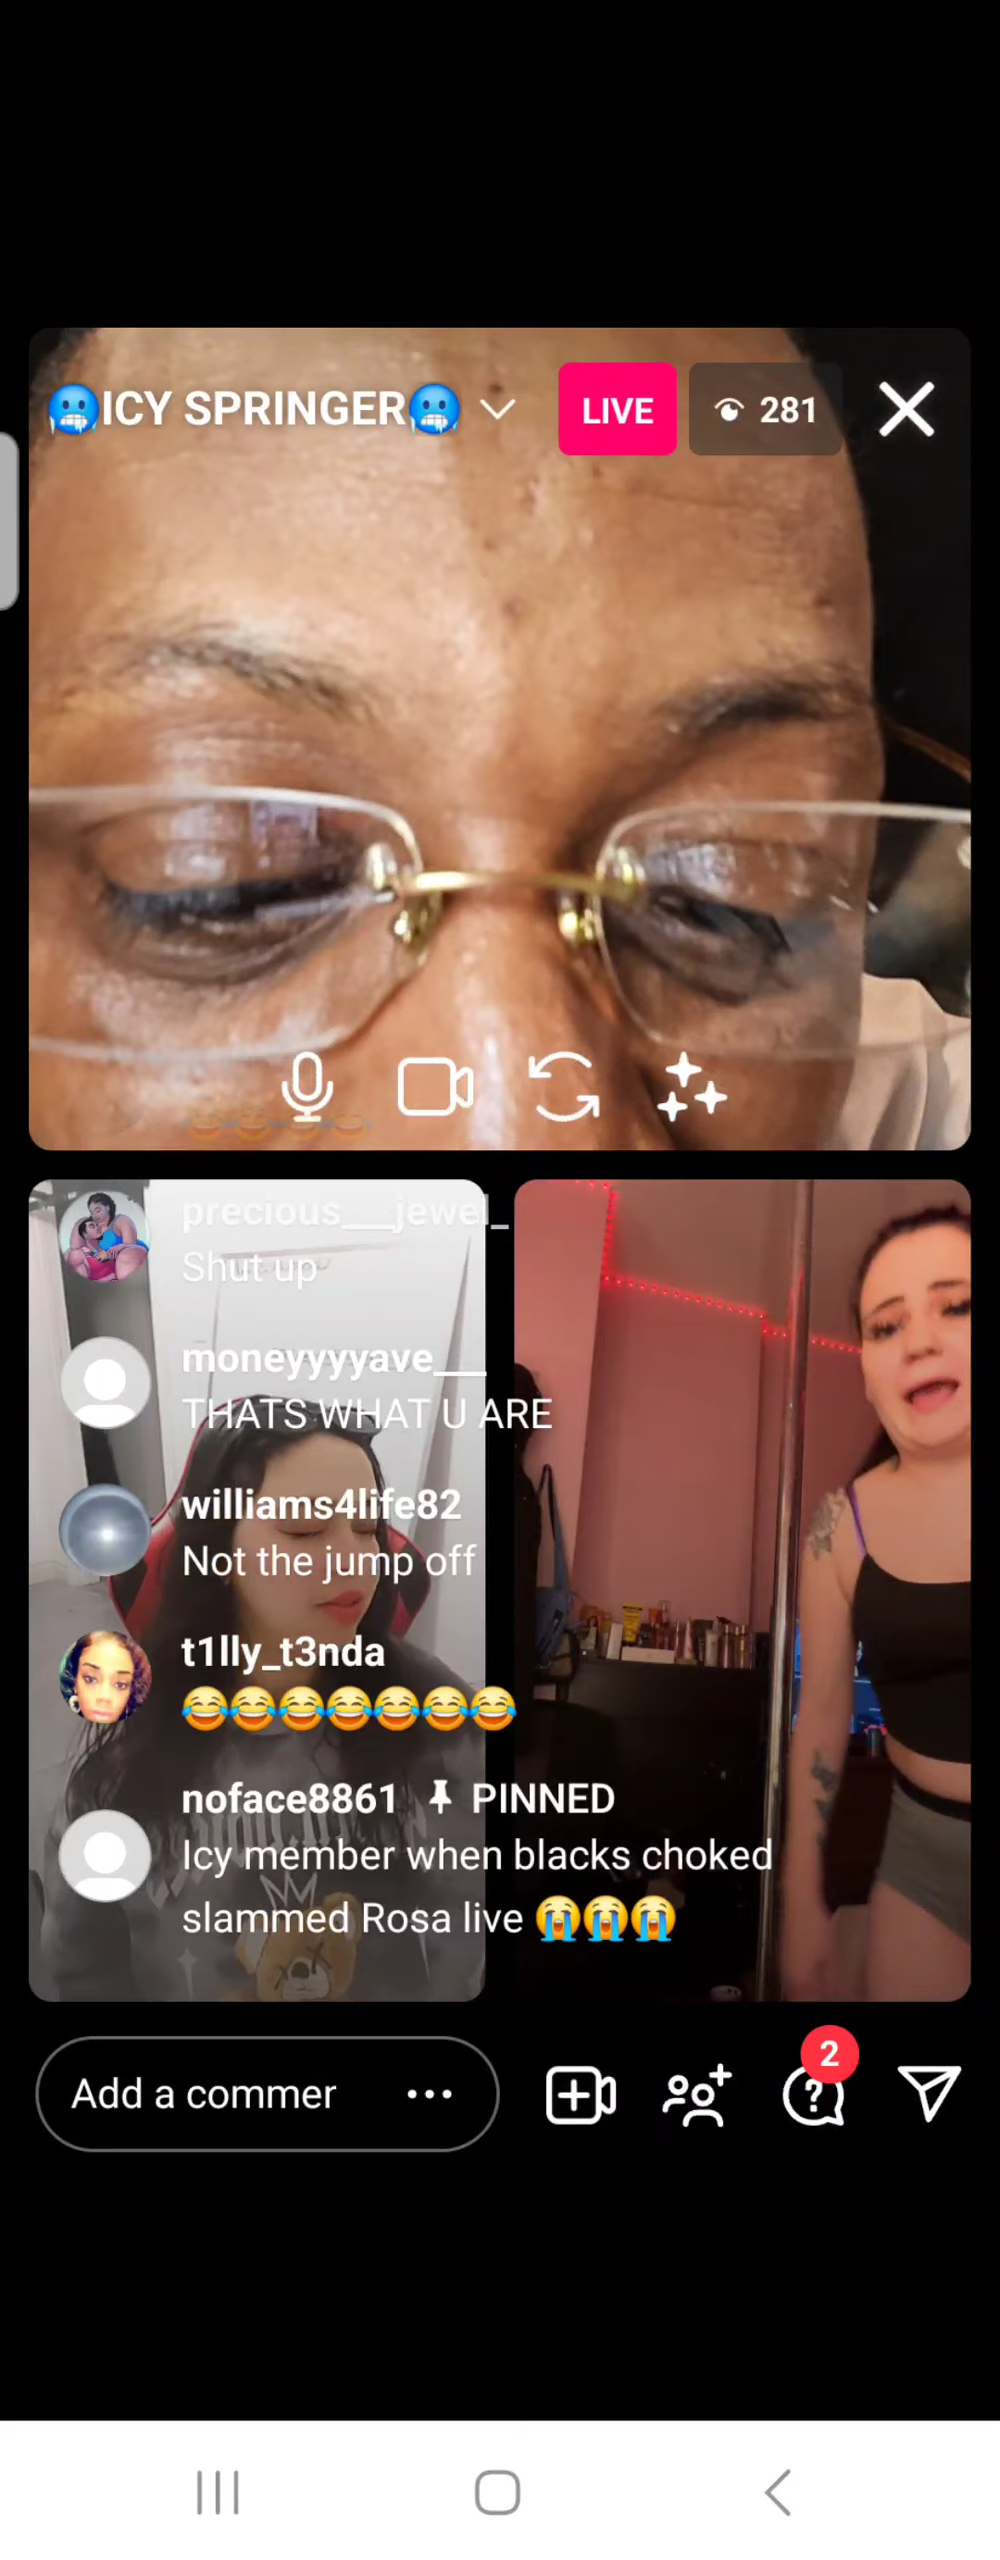 🥶ICY SPRINGER🥶
LIVE
281
precious___jewel_
Shut up
moneyyyyave___
THATS WHAT U ARE
williams4life82
Not the jump off
t1lly_t3nda
😂😂😂😂😂😂😂
noface8861 PINNED
Icy member when blacks choked
slammed Rosa live 😭😭😭
Add a commer
2